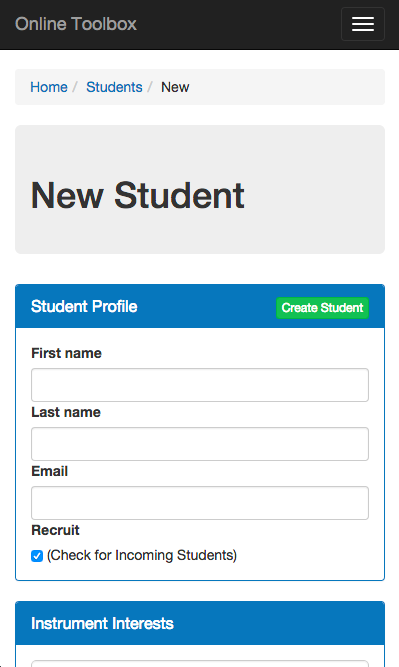 Online Toolbox
Home / Students / New
New Student
Student Profile Create Student
First name
Last name
Email
Recruit
(Check for Incoming Students)
Instrument Interests